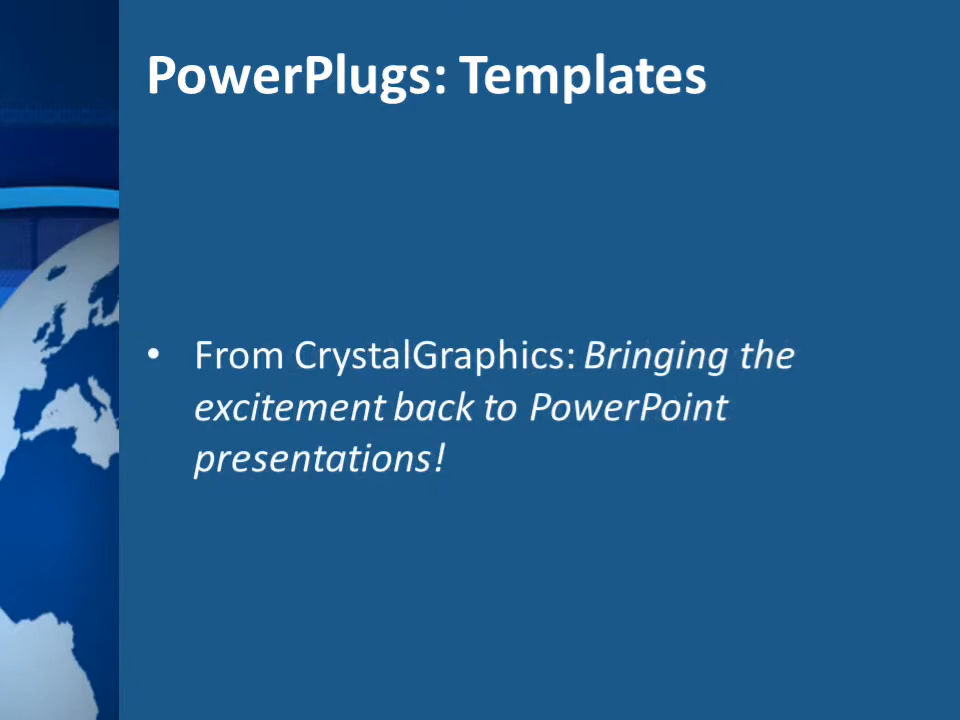 PowerPlugs: Templates
• From CrystalGraphics: Bringing the
excitement back to PowerPoint
presentations!